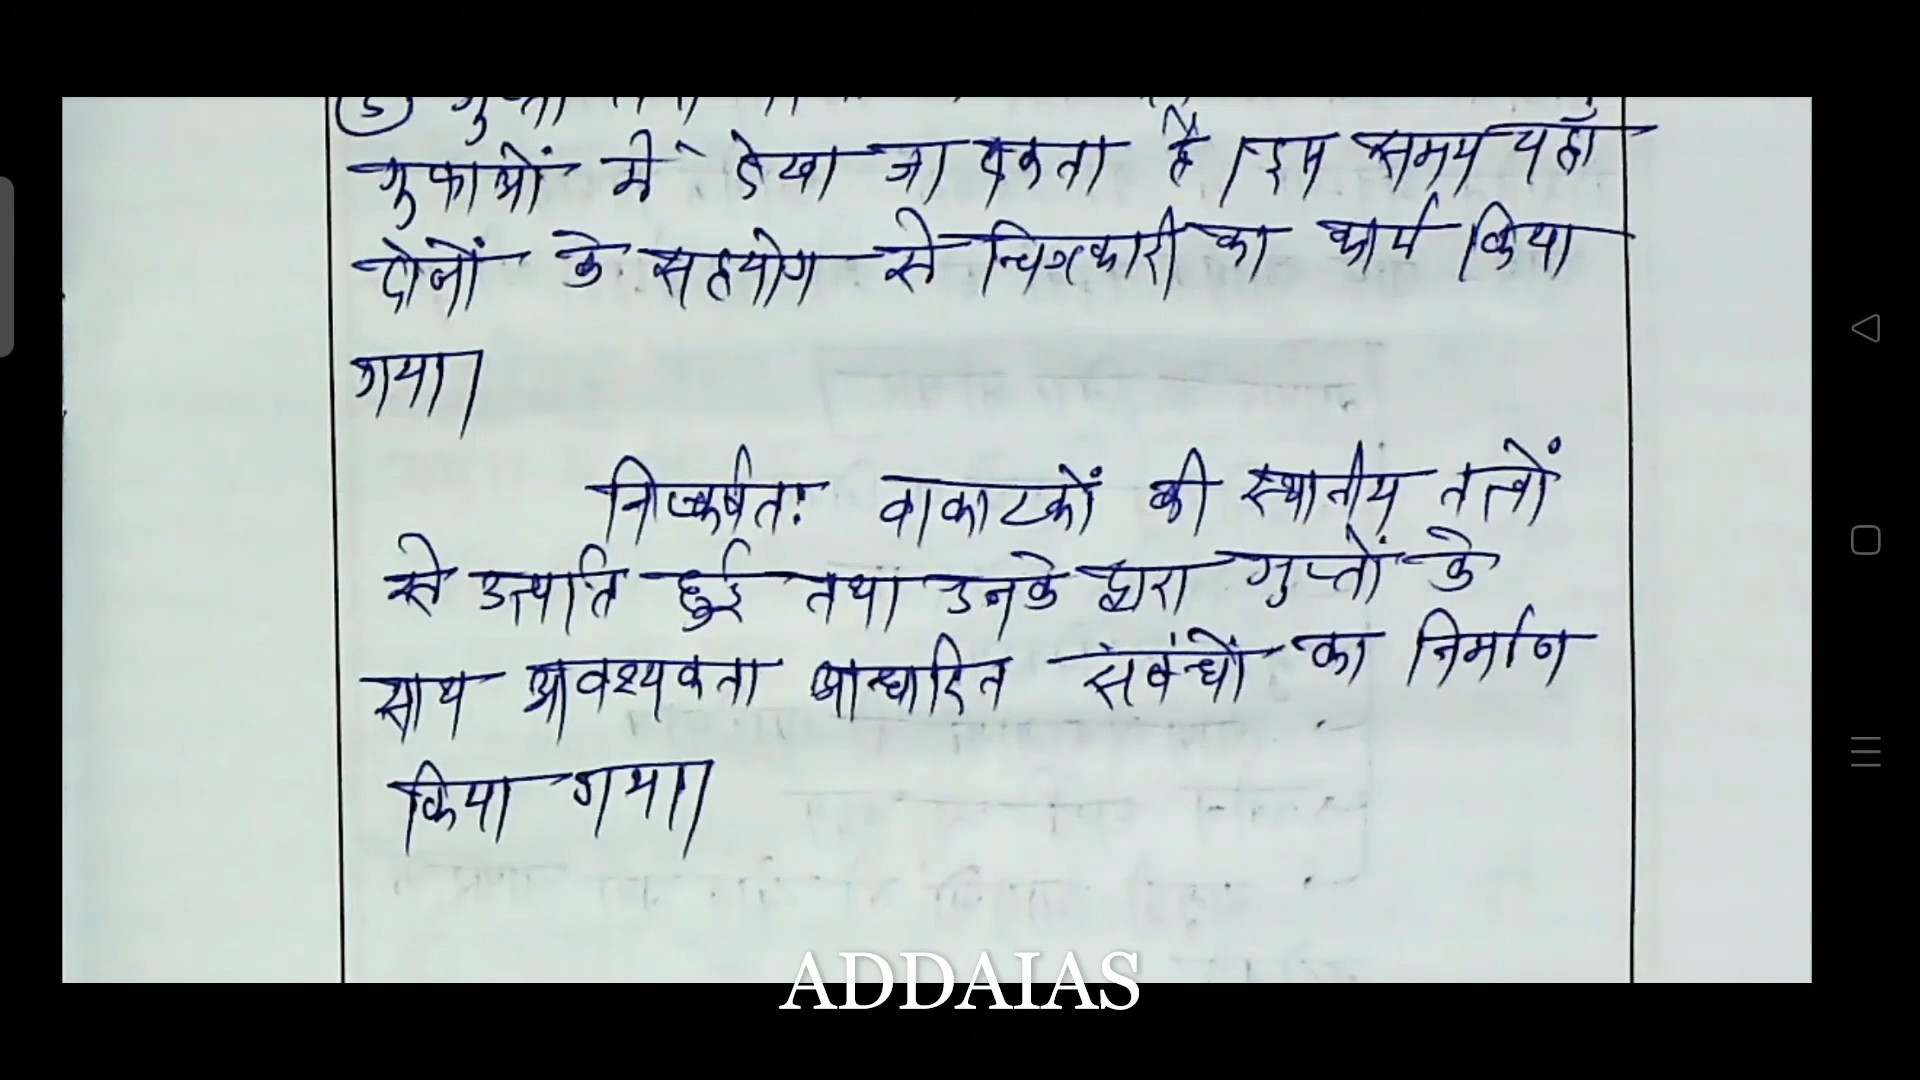 गुफाओं में देखा जा सकता है। इस समय यहाँ
दोनों के सहयोग से चित्रकारी का कार्य किया
गया।
निष्कर्षतः वाकाटकों की स्थानीय तत्वों
से उत्पति हुई तथा उनके द्वारा गुप्तों के
साथ आवश्यकता आधारित संबंधों का निर्माण
किया गया।
ADDAIAS